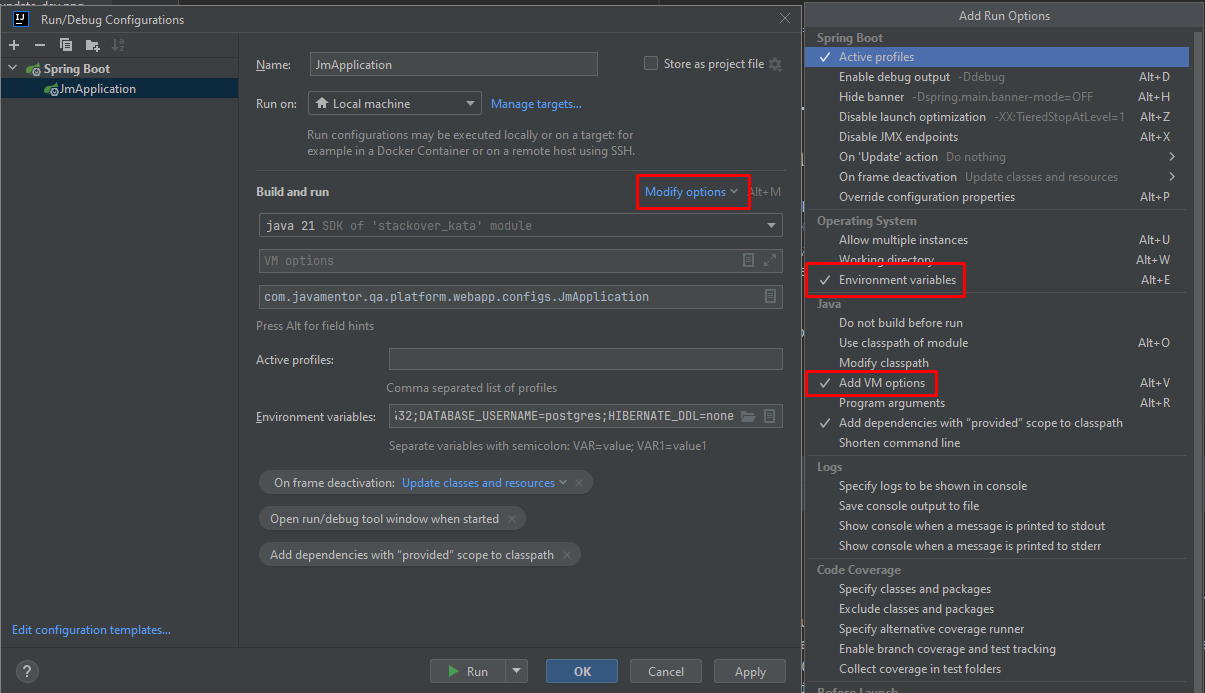 Run/Debug Configurations
Spring Boot
JmApplication
Name: JmApplication
Store as project file
Run on: Local machine
Manage targets...
Run configurations may be executed locally or on a target: for
example in a Docker Container or on a remote host using SSH.
Build and run
Modify options
Alt+M
java 21 SDK of 'stackover_kata' module
VM options
com.javamentor.qa.platform.webapp.configs.JmApplication
Press Alt for field hints
Active profiles:
Comma separated list of profiles
Environment variables: 32;DATABASE_USERNAME=postgres;HIBERNATE_DDL=none
Separate variables with semicolon: VAR=value; VAR1=value1
On frame deactivation: Update classes and resources
Open run/debug tool window when started
Add dependencies with “provided” scope to classpath
Edit configuration templates...
?
Run
OK
Cancel
Apply
Add Run Options
Spring Boot
Active profiles
Enable debug output -Ddebug Alt+D
Hide banner -Dspring.main.banner-mode=OFF Alt+H
Disable launch optimization -XX:TieredStopAtLevel=1 Alt+Z
Disable JMX endpoints Alt+X
On 'Update' action Do nothing
On frame deactivation Update classes and resources
Override configuration properties Alt+P
Operating System
Allow multiple instances Alt+U
Working directory Alt+W
Environment variables Alt+E
Java
Do not build before run
Use classpath of module Alt+O
Modify classpath
Add VM options Alt+V
Program arguments Alt+R
Add dependencies with “provided” scope to classpath
Shorten command line
Logs
Specify logs to be shown in console
Save console output to file
Show console when a message is printed to stdout
Show console when a message is printed to stderr
Code Coverage
Specify classes and packages
Exclude classes and packages
Specify alternative coverage runner
Enable branch coverage and test tracking
Collect coverage in test folders
Before Launch